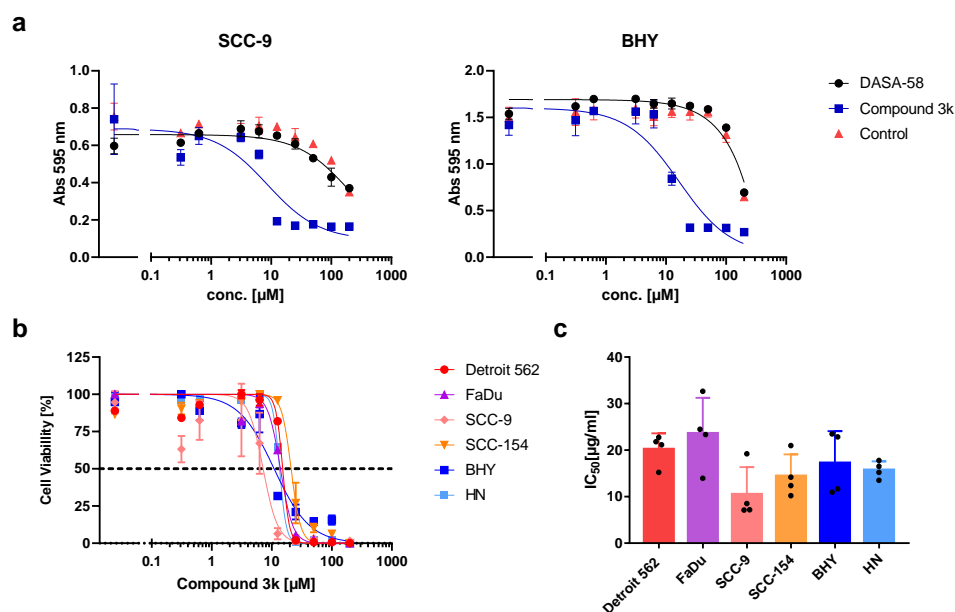 a
SCC-9
BHY
1.0
0.8
0.6
0.4
0.2
0.0
Abs 595 nm
0.1
1
10
100
1000
conc. [µM]
2.0
1.5
1.0
0.5
0.0
Abs 595 nm
0.1
1
10
100
1000
conc. [µM]
DASA-58
Compound 3k
Control
b
125
100
75
50
25
0
Cell Viabillity [%]
0.1
1
10
100
1000
Compound 3k [µM]
Detroit 562
FaDu
SCC-9
SCC-154
BHY
HN
c
40
30
20
10
0
IC50[µg/ml]
Detroit 562
FaDu
SCC-9
SCC-154
BHY
HN